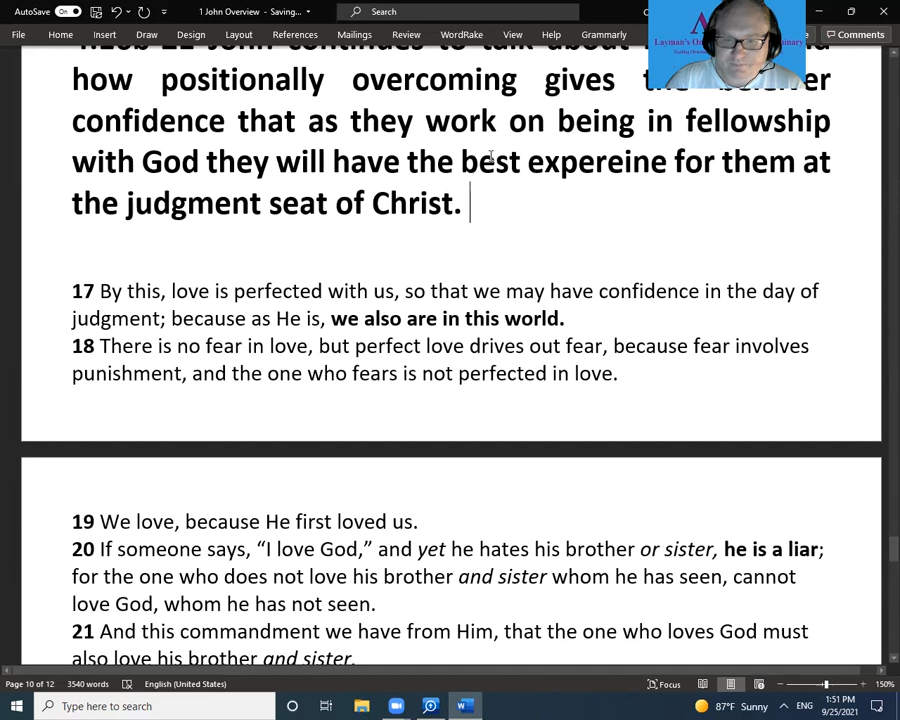 AutoSave On 1 John Overview - Saving... Search
File Home Insert Draw Design Layout References Mailings Review WordRake View Help Grammarly Comments
Layman's
continues to talk about
how positionally overcoming gives the believer
confidence that as they work on being in fellowship
with God they will have the best expereine for them at
the judgment seat of Christ.
17 By this, love is perfected with us, so that we may have confidence in the day of
judgment; because as He is, we also are in this world.
18 There is no fear in love, but perfect love drives out fear, because fear involves
punishment, and the one who fears is not perfected in love.
19 We love, because He first loved us.
20 If someone says, “I love God,” and yet he hates his brother or sister, he is a liar;
for the one who does not love his brother and sister whom he has seen, cannot
love God, whom he has not seen.
21 And this commandment we have from Him, that the one who loves God must
also love his brother and sister.
Page 10 of 12 3540 words English (United States) Focus 150%
Type here to search 87°F Sunny ENG 1:51 PM
9/25/2021